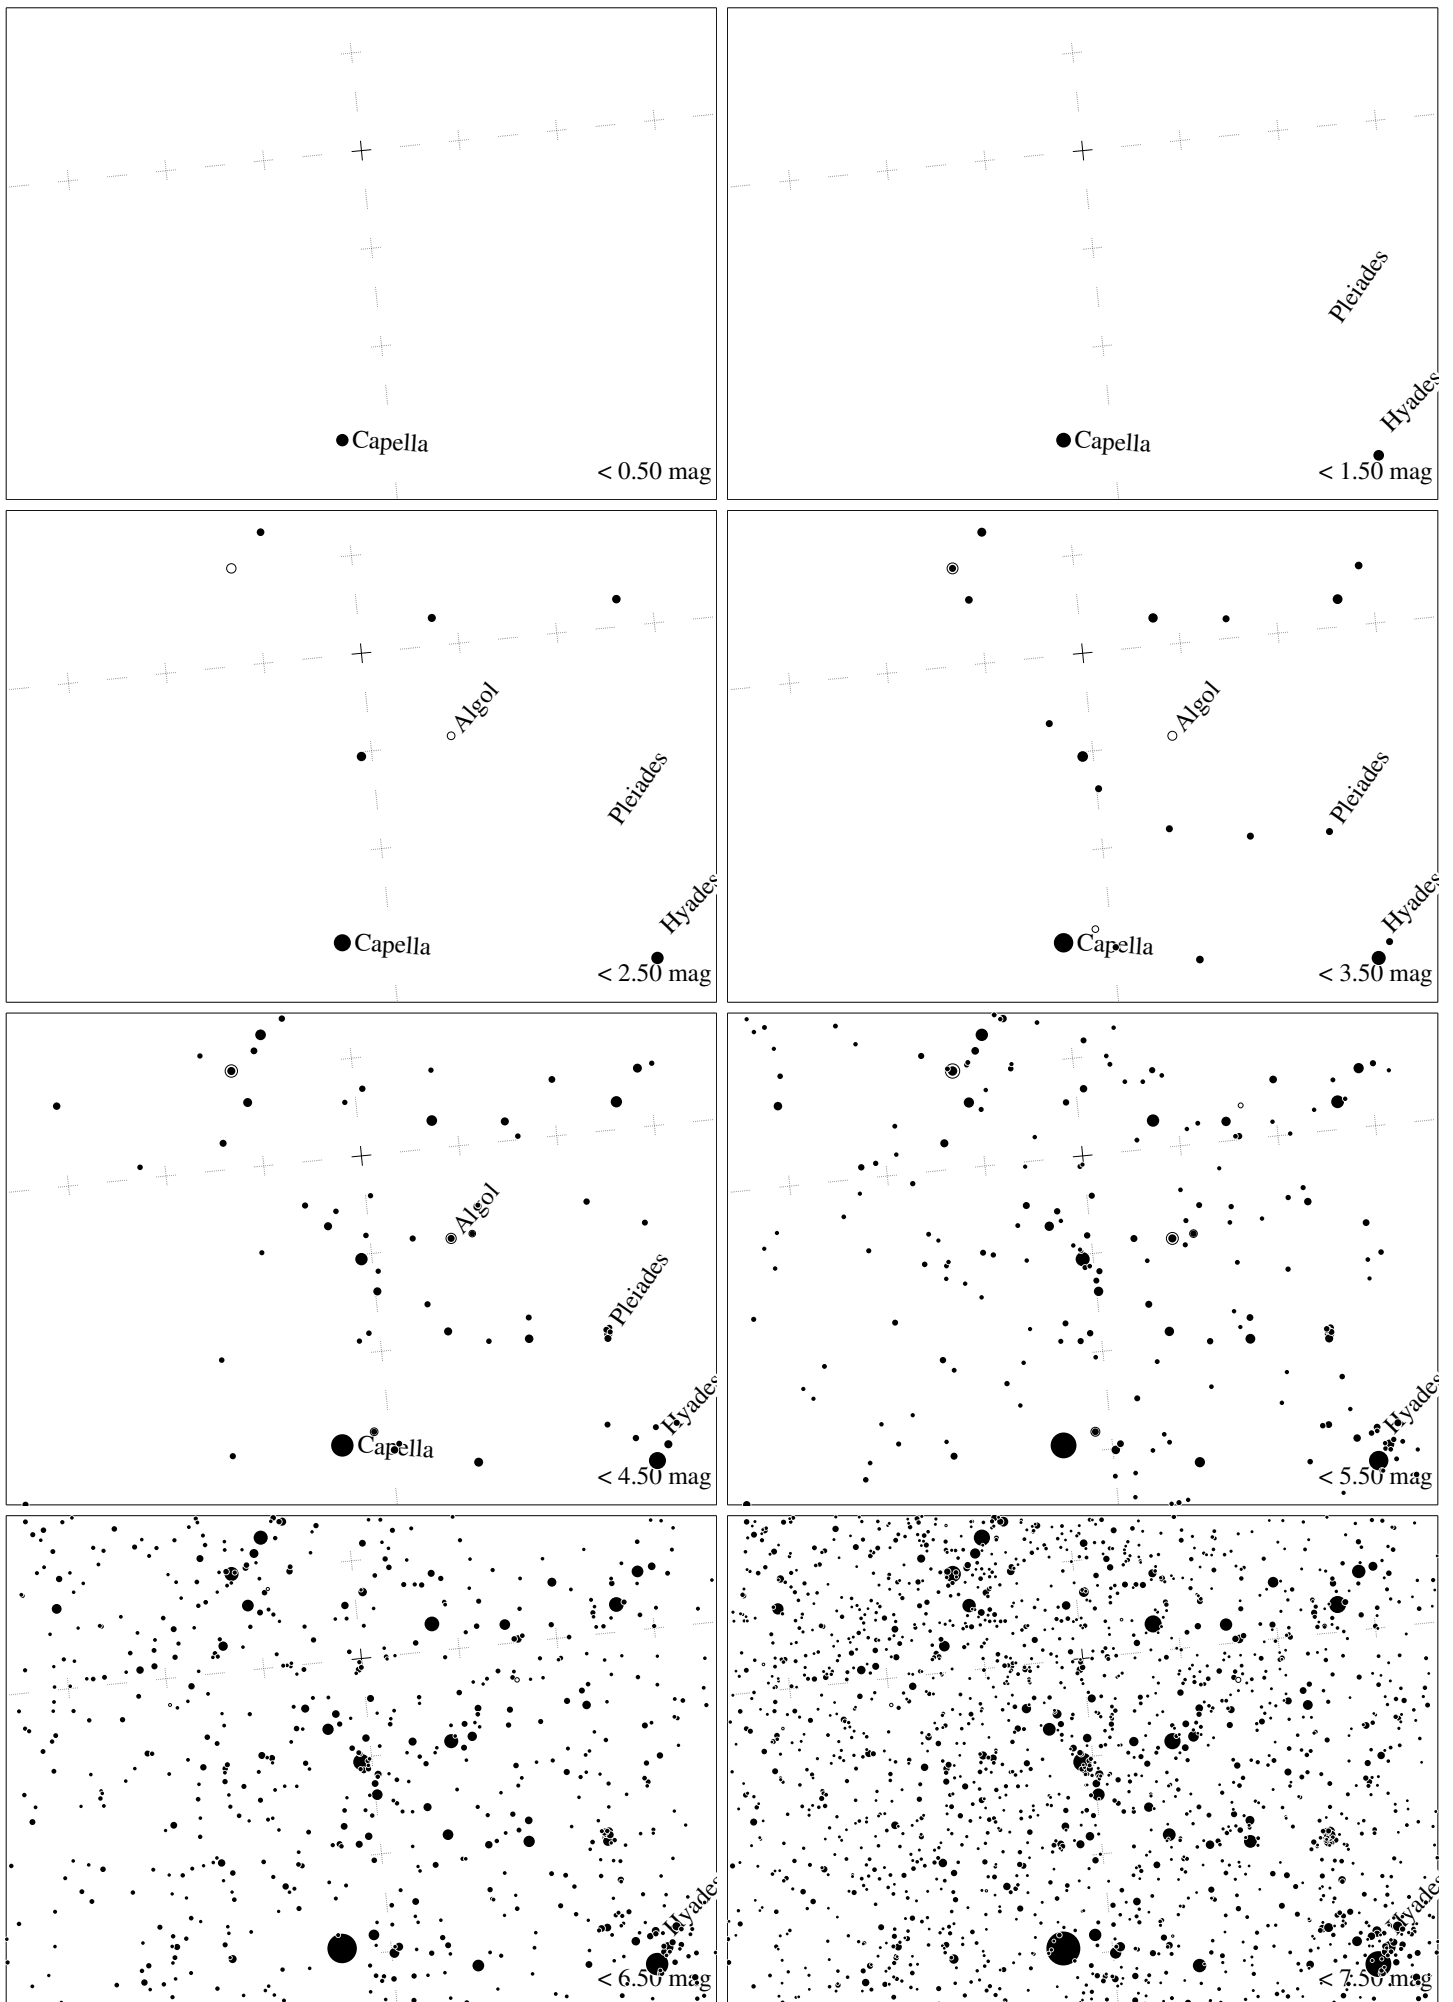 Capella
< 0.50 mag
Pleiades
Hyades
Capella
< 1.50 mag
Algol
Pleiades
Hyades
Capella
< 2.50 mag
Algol
Pleiades
Hyades
Capella
< 3.50 mag
Algol
Pleiades
Hyades
Capella
< 4.50 mag
Hyades
< 5.50 mag
Hyades
< 6.50 mag
Hyades
< 7.50 mag